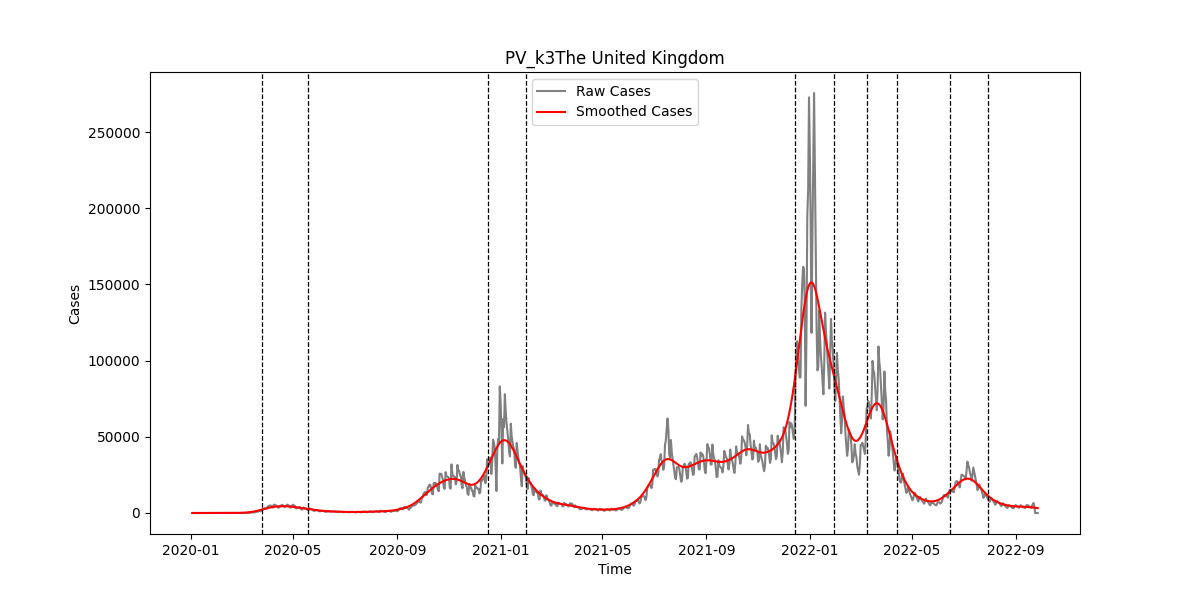 PV_k3The United Kingdom
Raw Cases
Smoothed Cases
250000
200000
150000
100000
50000
0
Cases
2020-01 2020-05 2020-09 2021-01 2021-05 2021-09 2022-01 2022-05 2022-09
Time